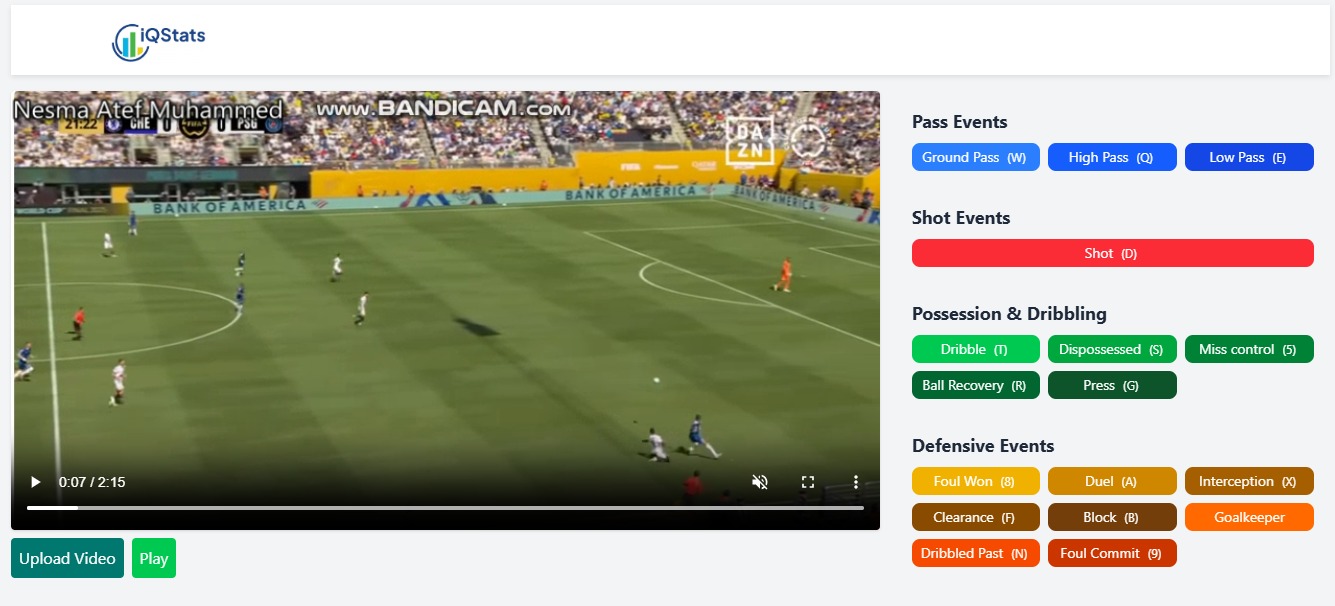 iQStats
Nesma Atef Muhammed
www.BANDICAM.com
21:22 CHE 0 0 PSG
DAZN
FIFA
BANK OF AMERICA
BANK OF AMERICA
BANK OF AMERICA
0:07 / 2:15
Upload Video
Play
Pass Events
Ground Pass (W)
High Pass (Q)
Low Pass (E)
Shot Events
Shot (D)
Possession & Dribbling
Dribble (T)
Dispossessed (S)
Miss control (5)
Ball Recovery (R)
Press (G)
Defensive Events
Foul Won (8)
Duel (A)
Interception (X)
Clearance (F)
Block (B)
Goalkeeper
Dribbled Past (N)
Foul Commit (9)